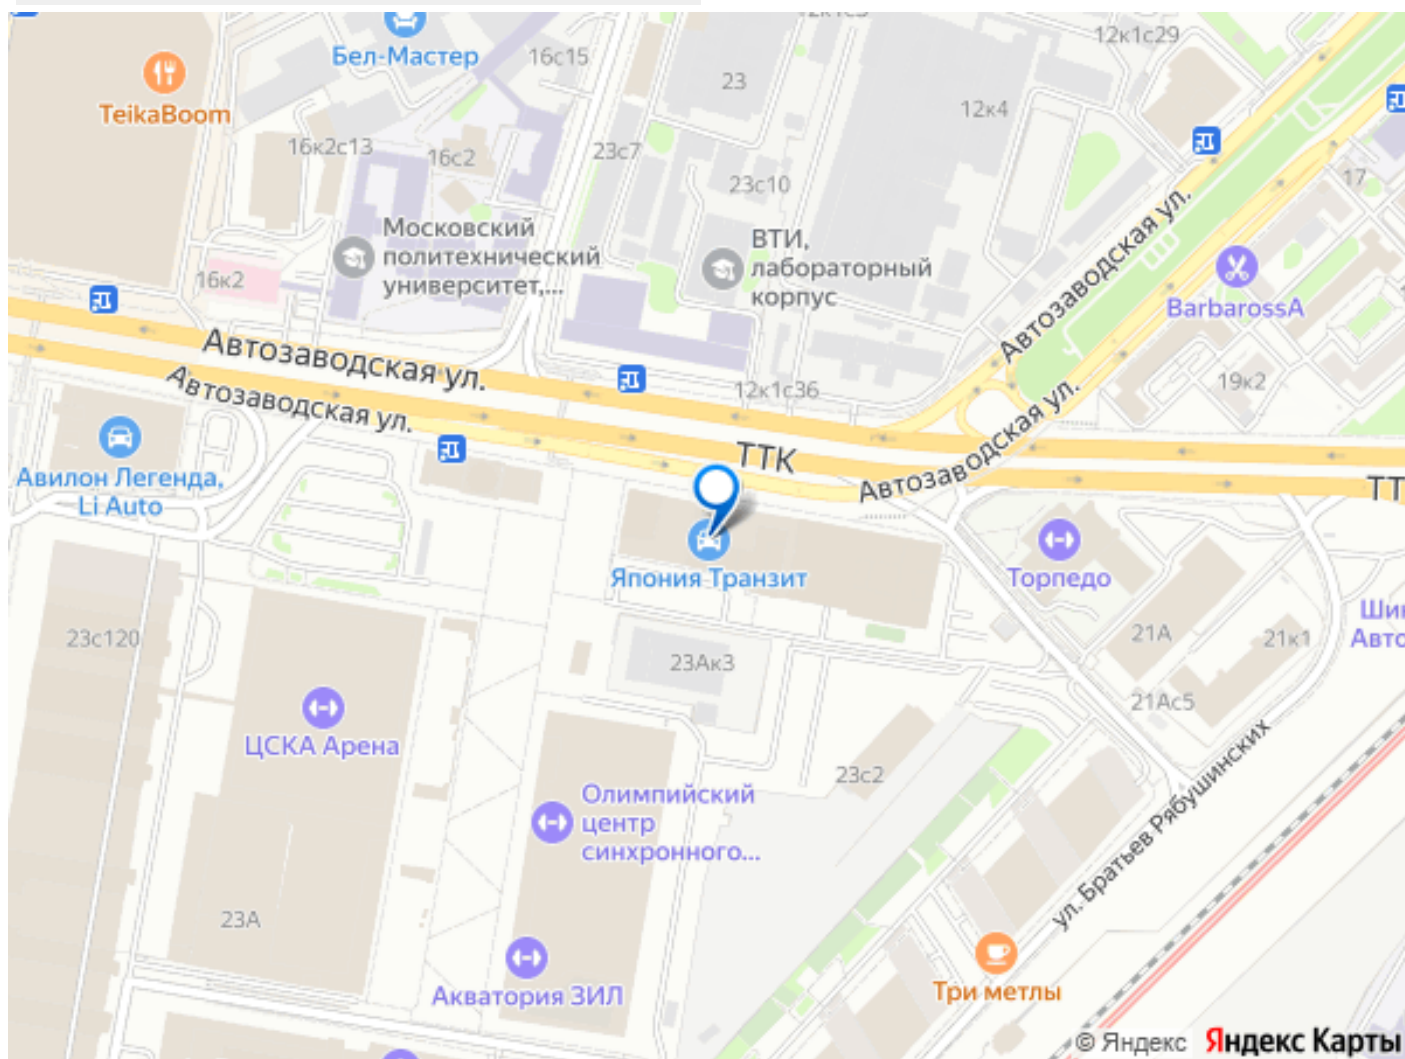 12к1с29
Бел-Мастер
16с15
TeikaBoom
23
12к4
16к2с13
16с2
23с7
23с10
17
Московский
политехнический
университет,...
ВТИ,
лабораторный
корпус
16к2
Автозаводская ул.
BarbarossA
Автозаводская ул.
Автозаводская ул.
12к1с36
19к2
Автозаводская ул.
ТТК
Автозаводская ул.
Авилон Легенда,
Li Auto
Япония Транзит
Торпедо
23с120
23Ак3
21А
21к1
21Ас5
ЦСКА Арена
23с2
Олимпийский
центр
синхронного...
ул. Братьев Рябушинских
23А
Акватория ЗИЛ
Три метлы
© Яндекс Яндекс Карты